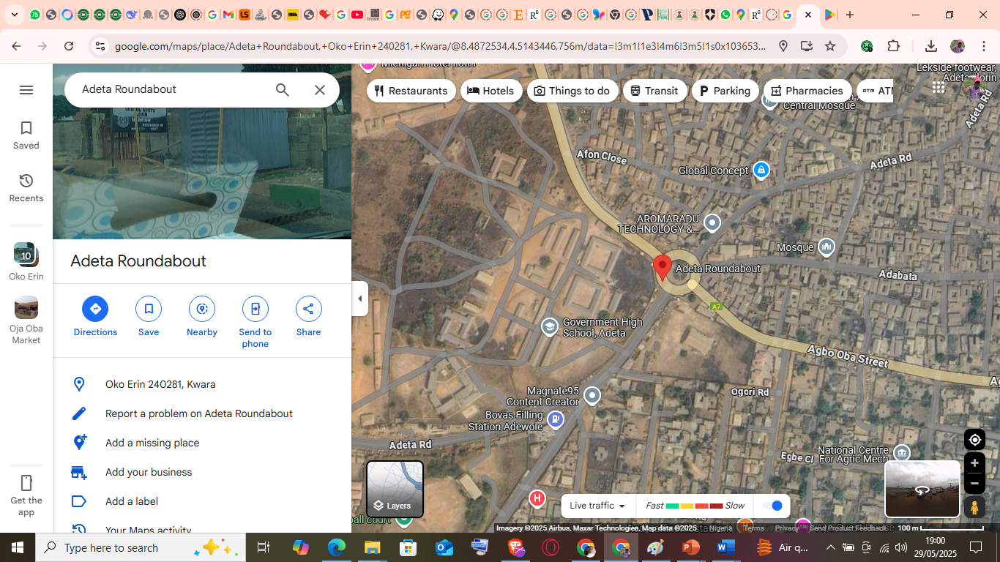 75
google.com/maps/place/Adeta+Roundabout,+Oko+Erin+240281,+Kwara/@8.4872534,4.5143446,756m/data=!3m1!1e3!4m6!3m5!1s0x103653...
Adeta Roundabout
Saved
Recents
10
Oko Erin
Oja Oba
Market
Get the
app
Adeta Roundabout
Directions
Save
Nearby
Send to
phone
Share
Oko Erin 240281, Kwara
Report a problem on Adeta Roundabout
Add a missing place
Add your business
Add a label
Your Maps activity
Michigan Hotel Ilorin
Restaurants
Hotels
Things to do
Transit
Parking
Pharmacies
ATM
Lekside footwear,
Central Mosque
Adeta Rd
Afon Close
Adeta Rd
Global Concept
AROMARADU
TECHNOLOGY &...
Mosque
Adeta Roundabout
Adabata
A7
Government High
School, Adeta
Agbo Oba Street
Magnate95
Content Creator
Ogori Rd
Bovas Filling
Station Adewole
Adeta Rd
National Centre
For Agric Mech
Egbe Cl
Layers
H
Live traffic
Fast
Slow
ball court
Imagery ©2025 Airbus, Maxar Technologies, Map data ©2025
Nigeria
Terms
Privacy
Send Product Feedback
100 m
Type here to search
Air q...
19:00
29/05/2025